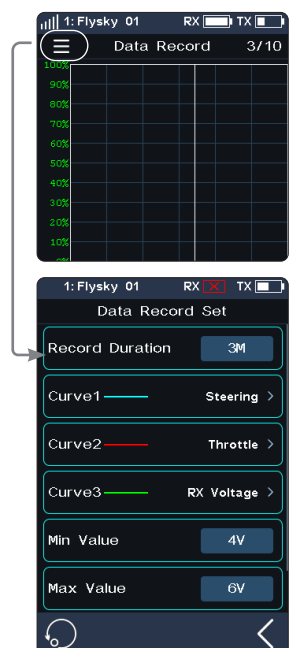 1: Flysky 01 RX TX
Data Record 3/10
100%
90%
80%
70%
60%
50%
40%
30%
20%
10%
0%
1: Flysky 01 RX TX
Data Record Set
Record Duration 3M
Curve1 Steering >
Curve2 Throttle >
Curve3 RX Voltage >
Min Value 4V
Max Value 6V